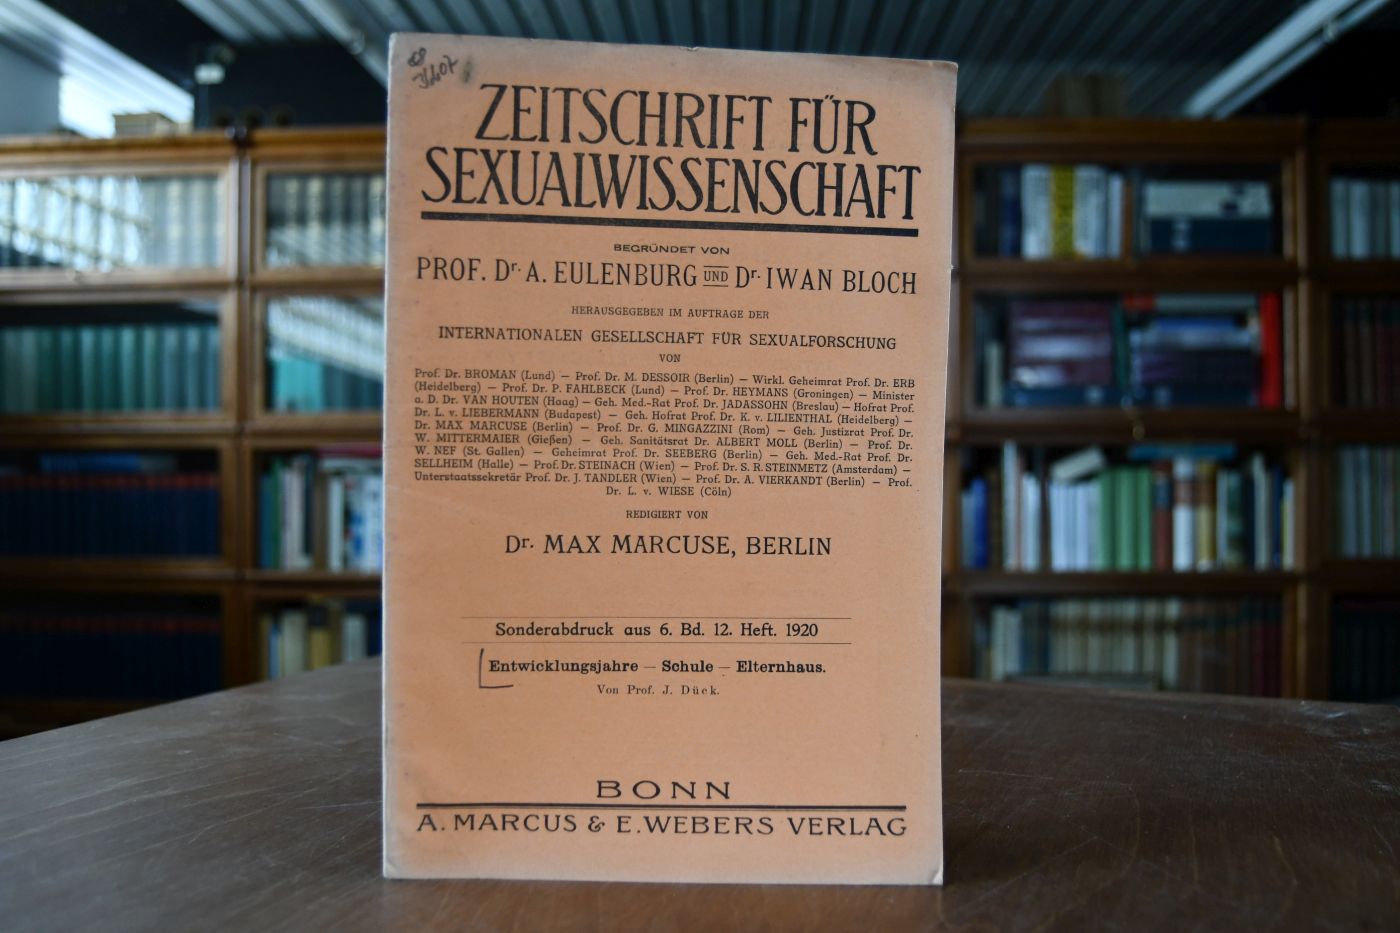 ZEITSCHRIFT FÜR
SEXUALWISSENSCHAFT
BEGRÜNDET VON
PROF. Dr. A. EULENBURG UND Dr. IWAN BLOCH
HERAUSGEGEBEN IM AUFTRAGE DER
INTERNATIONALEN GESELLSCHAFT FÜR SEXUALFORSCHUNG
VON
Prof. Dr. BROMAN (Lund) — Prof. Dr. M. DESSOIR (Berlin) — Wirkl. Geheimrat Prof. Dr. ERB
(Heidelberg) — Prof. Dr. P. FAHLBECK (Lund) — Prof. Dr. HEYMANS (Groningen) — Minister
a. D. Dr. VAN HOUTEN (Haag) — Geh. Med.-Rat Prof. Dr. JADASSOHN (Breslau) — Hofrat Prof.
Dr. L. v. LIEBERMANN (Budapest) — Geh. Hofrat Prof. Dr. K. v. LILIENTHAL (Heidelberg) —
Dr. MAX MARCUSE (Berlin) — Prof. Dr. G. MINGAZZINI (Rom) — Geh. Justizrat Prof. Dr.
W. MITTERMAIER (Gießen) — Geh. Sanitätsrat Dr. ALBERT MOLL (Berlin) — Prof. Dr.
W. NEF (St. Gallen) — Geheimrat Prof. Dr. SEEBERG (Berlin) — Geh. Med.-Rat Prof. Dr.
SELLHEIM (Halle) — Prof. Dr. STEINACH (Wien) — Prof. Dr. S. R. STEINMETZ (Amsterdam) —
Unterstaatssekretär Prof. Dr. J. TANDLER (Wien) — Prof. Dr. A. VIERKANDT (Berlin) — Prof.
Dr. L. v. WIESE (Cöln)
REDIGIERT VON
Dr. MAX MARCUSE, BERLIN
Sonderabdruck aus 6. Bd. 12. Heft. 1920
Entwicklungsjahre — Schule — Elternhaus.
Von Prof. J. Dück.
BONN
A. MARCUS & E. WEBERS VERLAG